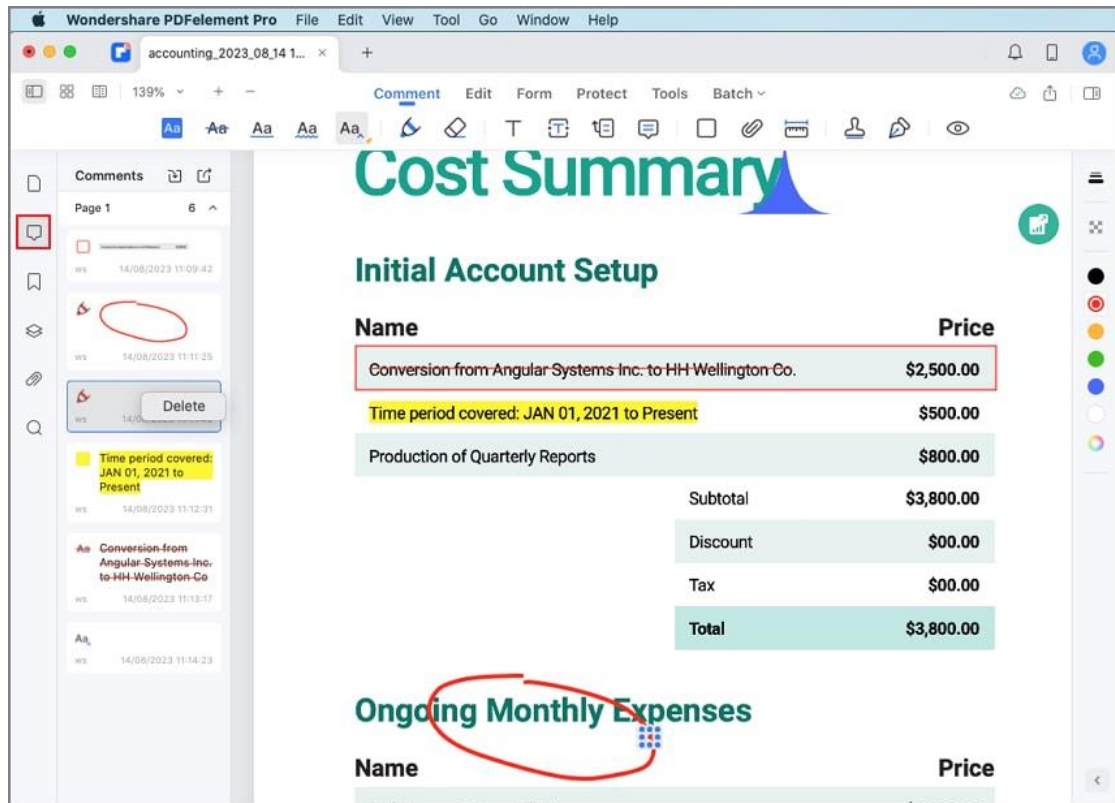 Wondershare PDFelement Pro File Edit View Tool Go Window Help
accounting_2023_08_14 1... × +
139% + − Comment Edit Form Protect Tools Batch
Aa Aa Aa Aa Aa T T
Comments
Page 1 6
ws 14/08/2023 11:09:42
ws 14/08/2023 11:11:25
Delete
ws
Time period covered:
JAN 01, 2021 to
Present
ws 14/08/2023 11:12:31
Aa Conversion from
Angular Systems Inc.
to HH Wellington Co
ws 14/08/2023 11:13:17
Aa
ws 14/08/2023 11:14:23
Cost Summary
Initial Account Setup
Name Price
Conversion from Angular Systems Inc. to HH Wellington Co. $2,500.00
Time period covered: JAN 01, 2021 to Present $500.00
Production of Quarterly Reports $800.00
Subtotal $3,800.00
Discount $00.00
Tax $00.00
Total $3,800.00
Ongoing Monthly Expenses
Name Price